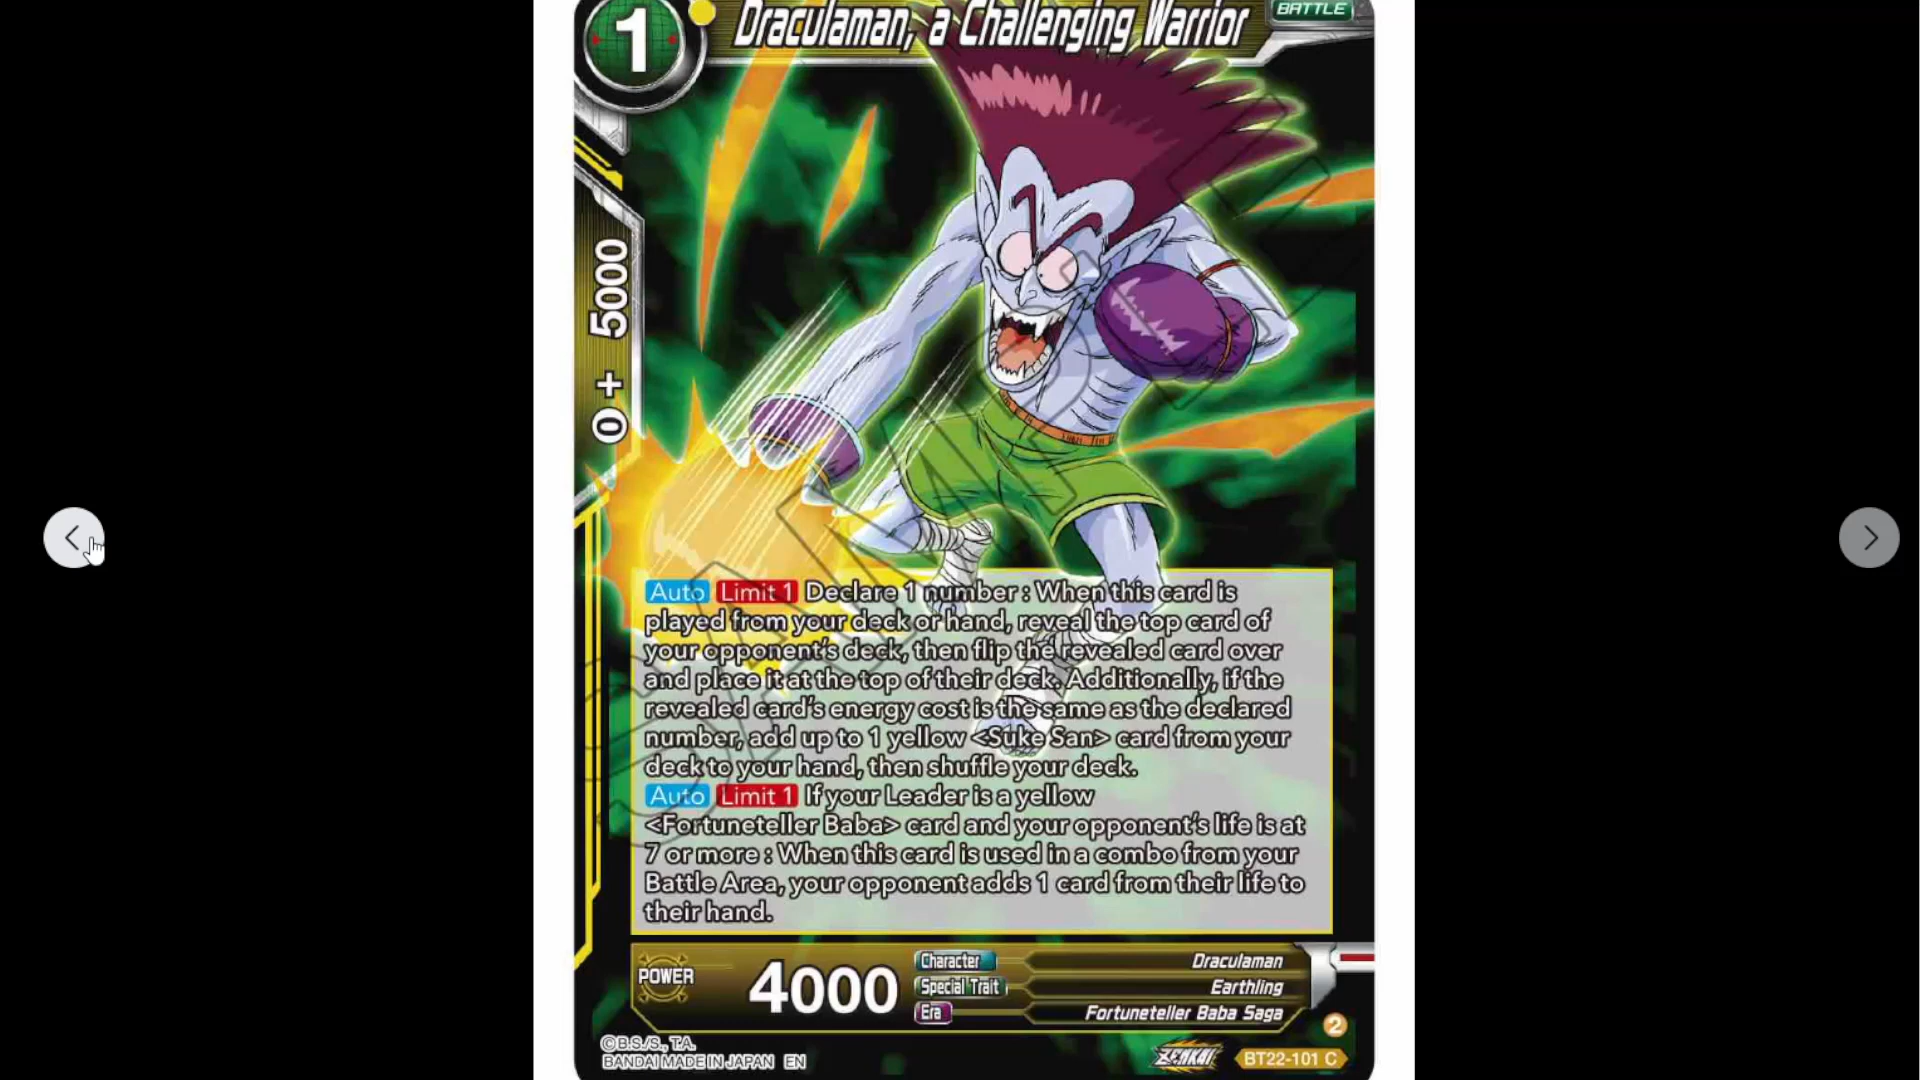 1
Draculaman, a Challenging Warrior
BATTLE
0 + 5000
Auto Limit 1 Declare 1 number : When this card is
played from your deck or hand, reveal the top card of
your opponent's deck, then flip the revealed card over
and place it at the top of their deck. Additionally, if the
revealed card's energy cost is the same as the declared
number, add up to 1 yellow <Suke San> card from your
deck to your hand, then shuffle your deck.
Auto Limit 1 If your Leader is a yellow
<Fortuneteller Baba> card and your opponent's life is at
7 or more : When this card is used in a combo from your
Battle Area, your opponent adds 1 card from their life to
their hand.
POWER 4000
Character Draculaman
Special Trait Earthling
Era Fortuneteller Baba Saga
2
©B.S./S., T.A.
BANDAI MADE IN JAPAN EN
ZENKAI
BT22-101 C
SAMPLE